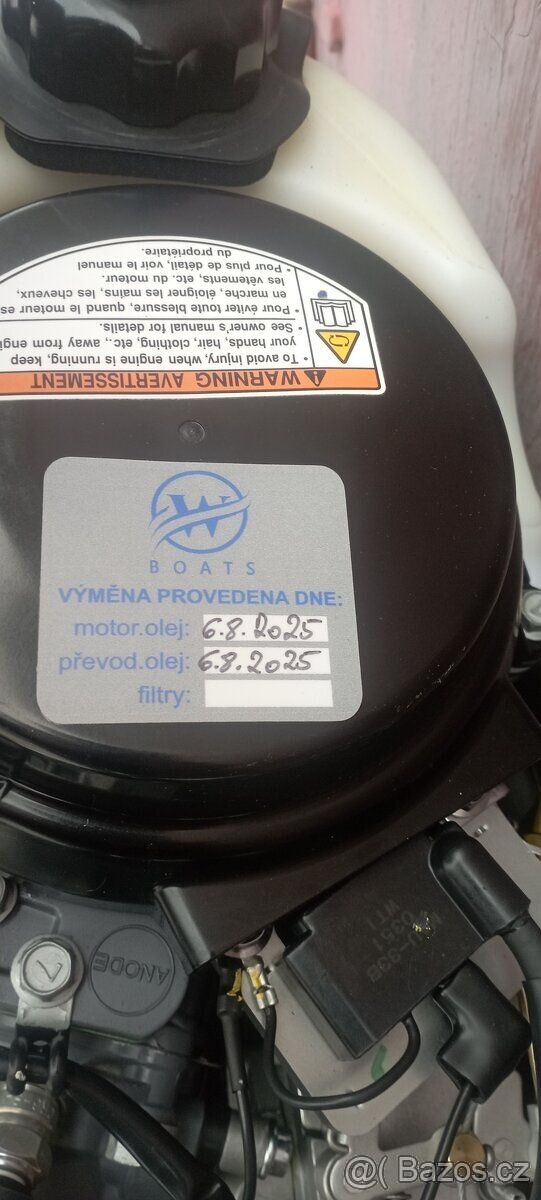 ⚠ WARNING AVERTISSEMENT
• To avoid injury, when engine is running, keep
your hands, hair, clothing, etc., away from engi
See owner's manual for details.
• Pour éviter toute blessure, quand le moteur es
en marche, éloigner les mains, les cheveux,
les vêtements, etc. du moteur.
• Pour plus de détail, voir le manuel
du propriétaire.
W
BOATS
VÝMĚNA PROVEDENA DNE:
motor.olej: 6.8.2025
převod.olej: 6.8.2025
filtry:
ANODE
WTI
Bazoš.cz